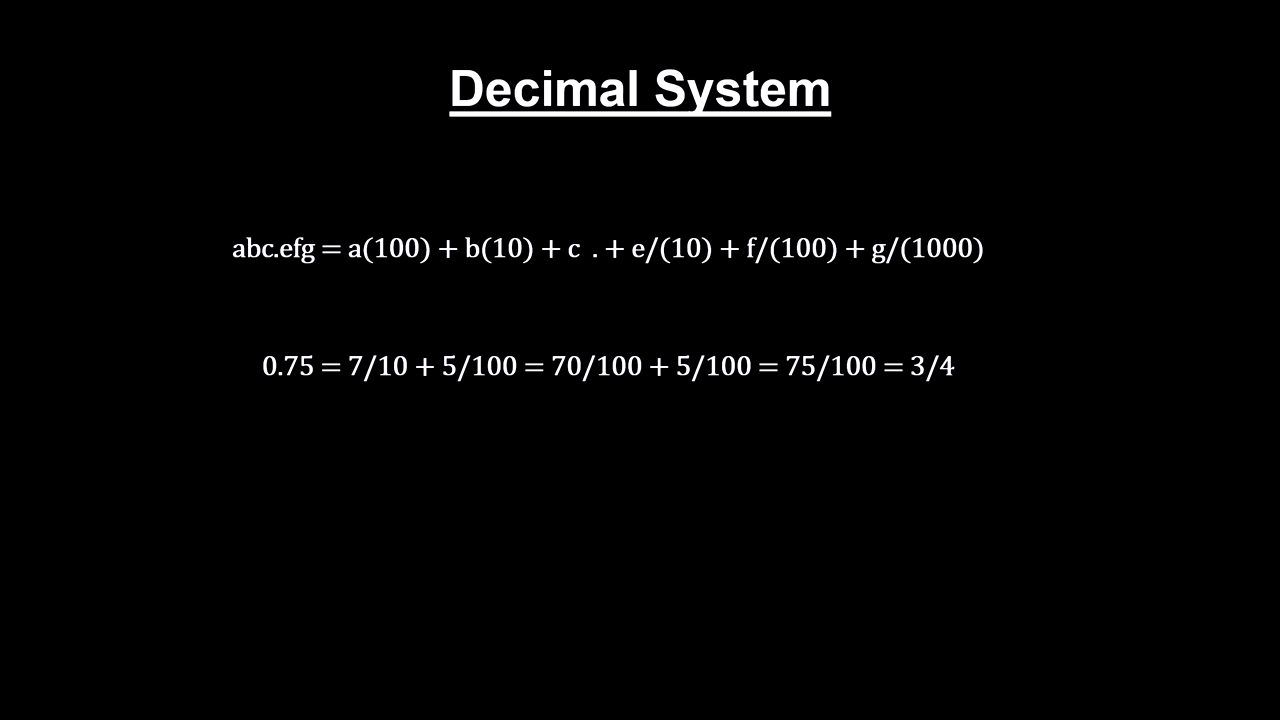 Decimal System
abc.efg = a(100) + b(10) + c . + e/(10) + f/(100) + g/(1000)
0.75 = 7/10 + 5/100 = 70/100 + 5/100 = 75/100 = 3/4